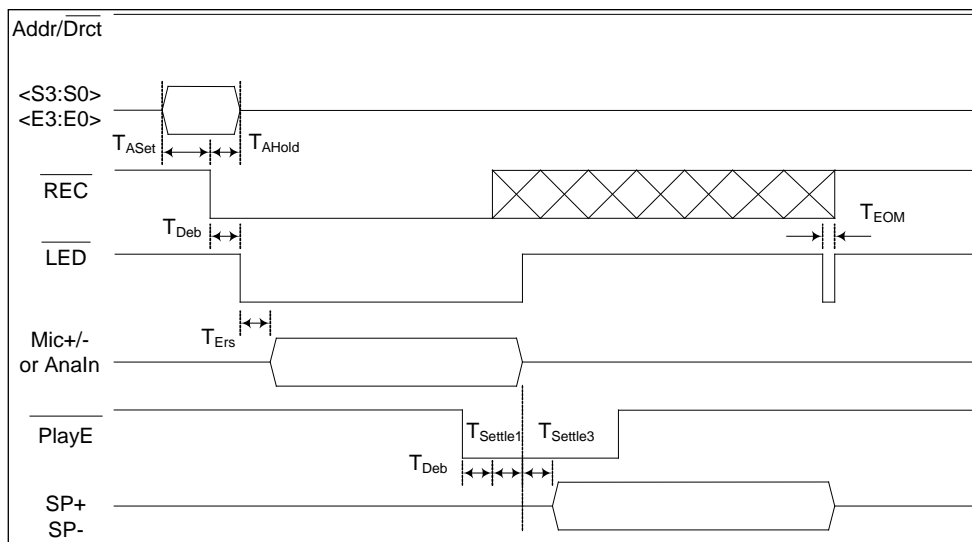 Addr/Drct
<S3:S0>
<E3:E0>
TASet
TAHold
REC
TDeb
TEOM
LED
TErs
Mic+/-
or AnaIn
PlayE
TSettle1
TSettle3
TDeb
SP+
SP-